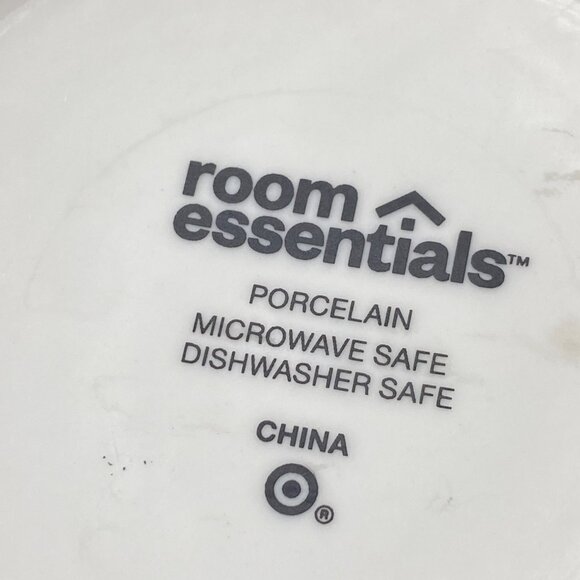 room
essentials™
PORCELAIN
MICROWAVE SAFE
DISHWASHER SAFE
CHINA
®